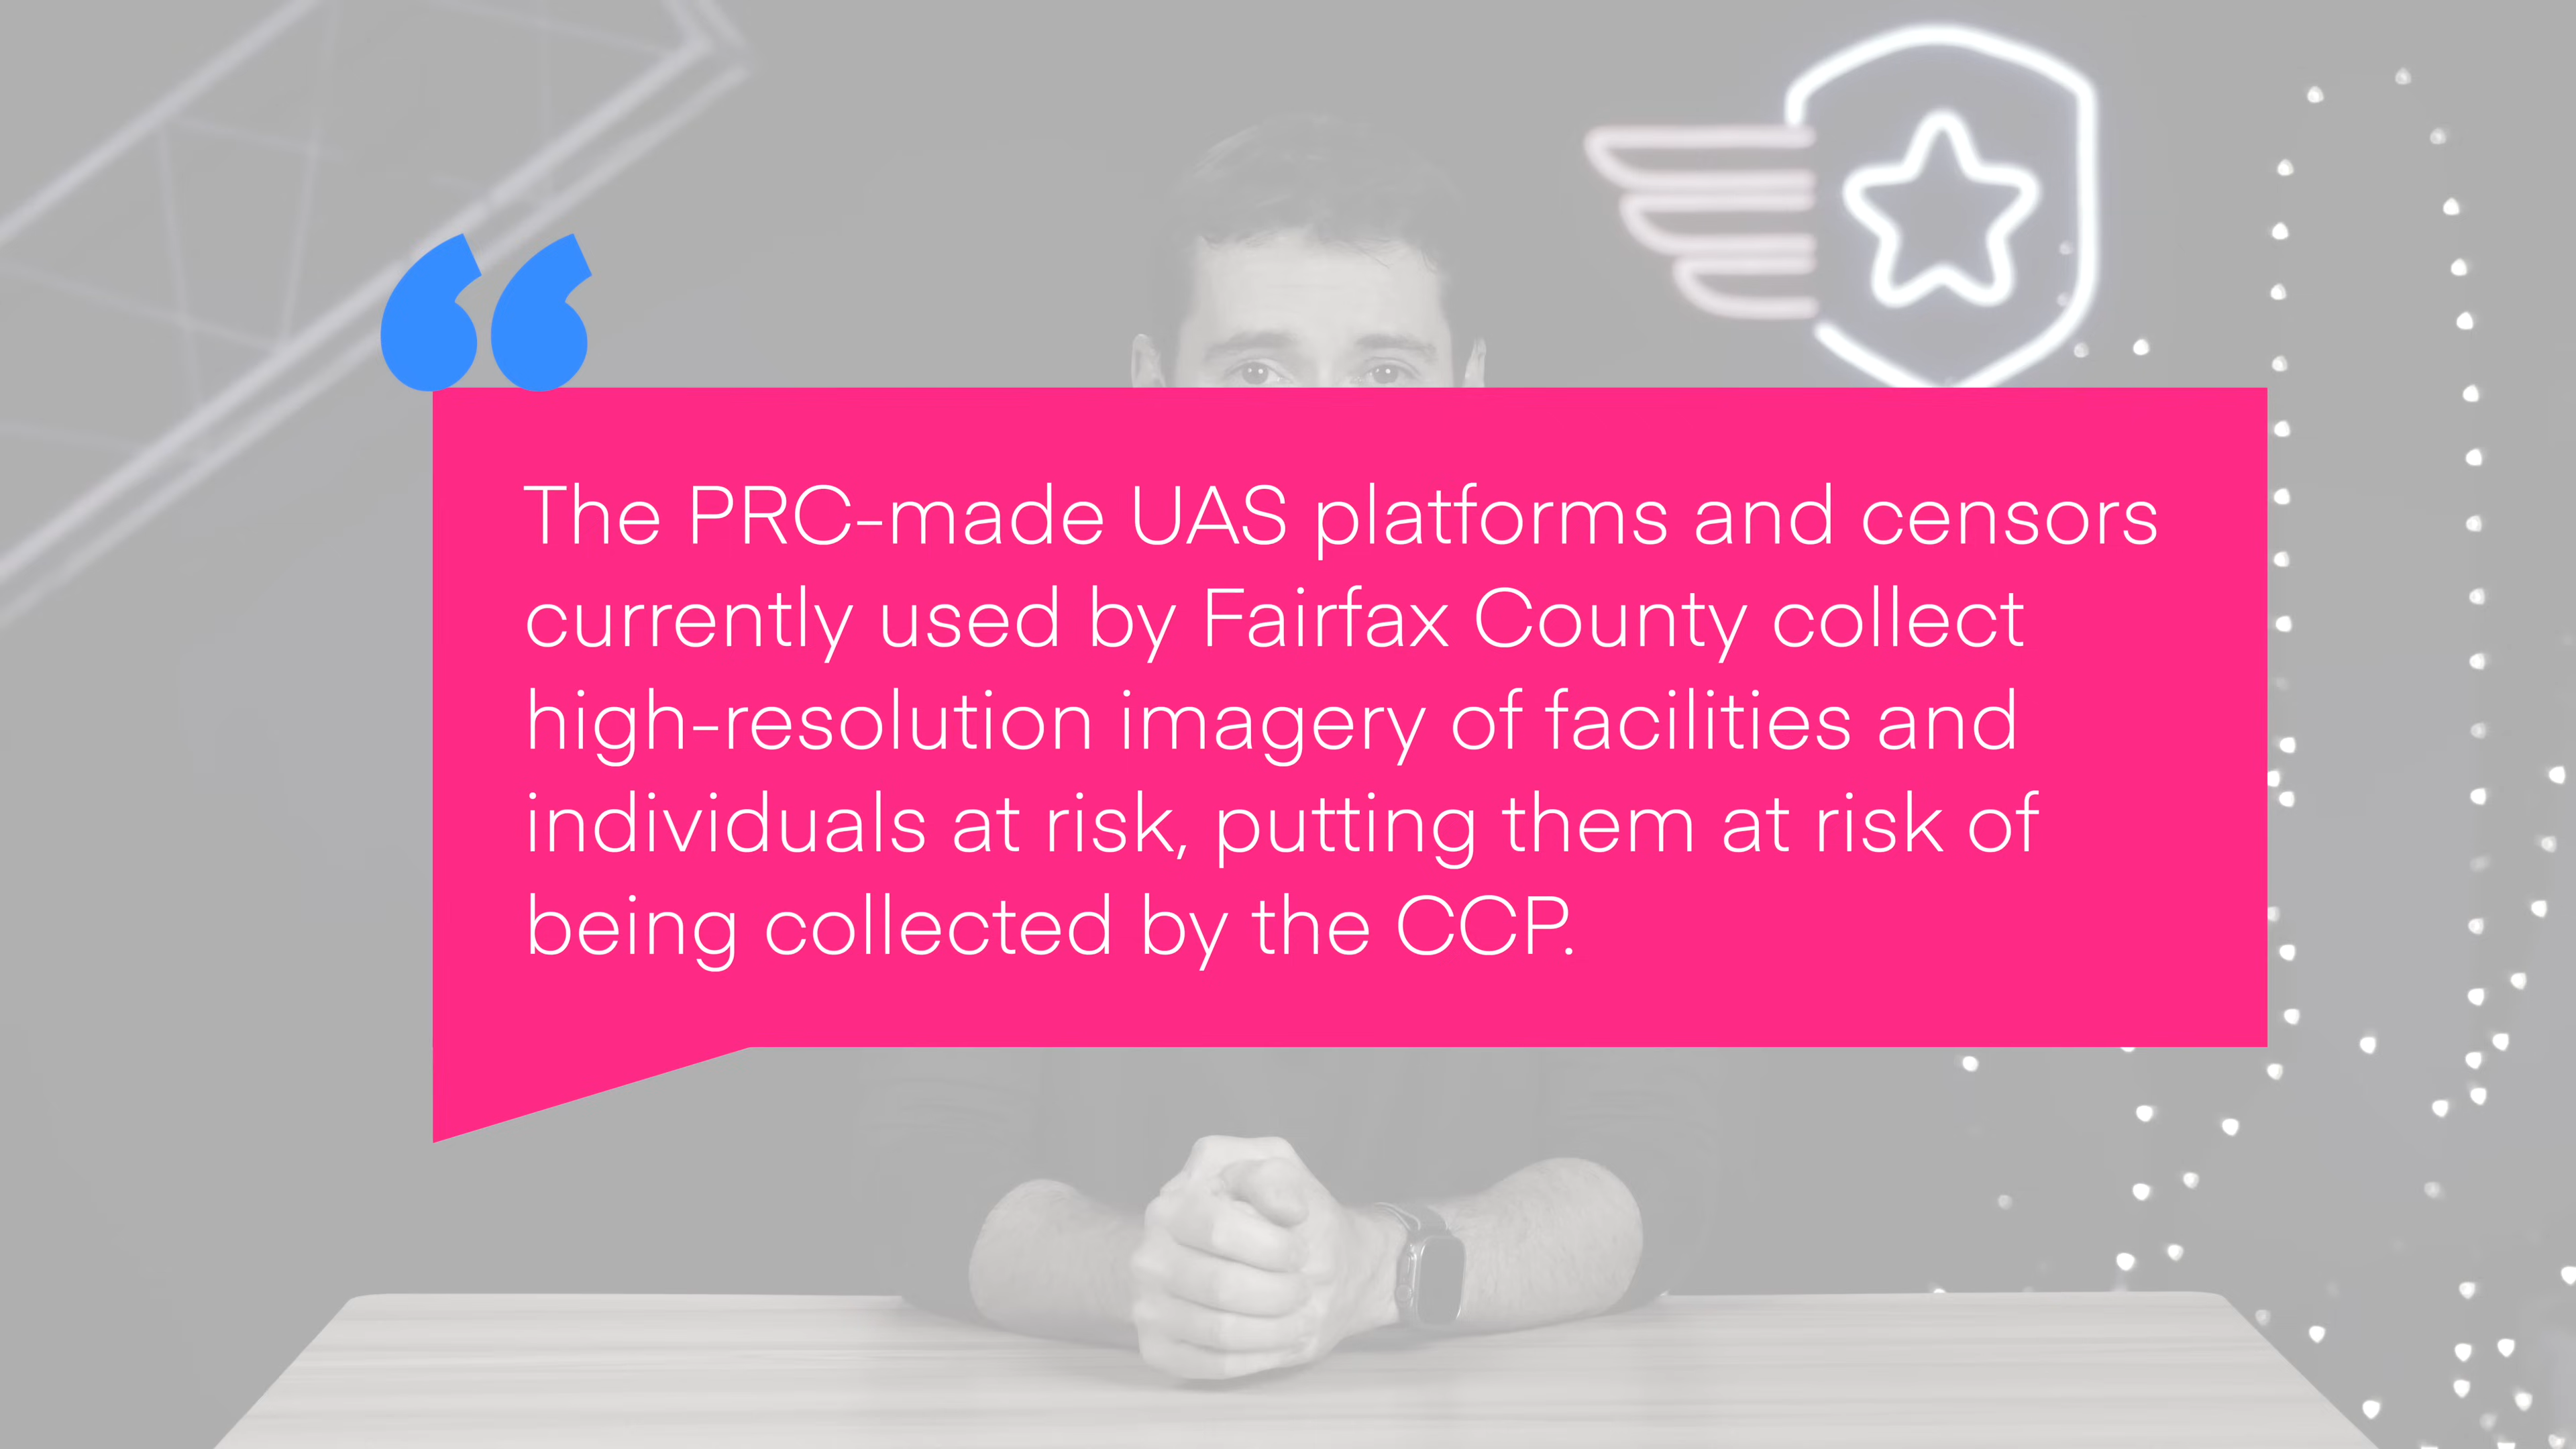 The PRC-made UAS platforms and censors
currently used by Fairfax County collect
high-resolution imagery of facilities and
individuals at risk, putting them at risk of
being collected by the CCP.